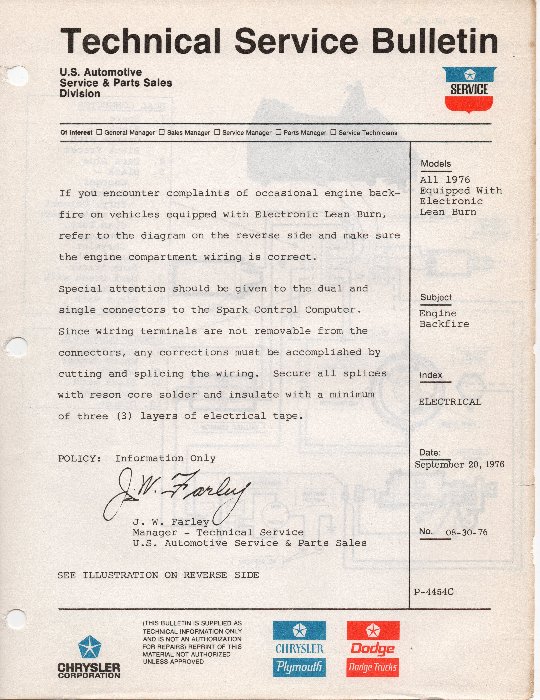 Technical Service Bulletin
U.S. Automotive
Service & Parts Sales
Division
SERVICE
Of Interest ☐ General Manager ☐ Sales Manager ☐ Service Manager ☐ Parts Manager ☐ Service Technicians
If you encounter complaints of occasional engine back-
fire on vehicles equipped with Electronic Lean Burn,
refer to the diagram on the reverse side and make sure
the engine compartment wiring is correct.
Special attention should be given to the dual and
single connectors to the Spark Control Computer.
Since wiring terminals are not removable from the
connectors, any corrections must be accomplished by
cutting and splicing the wiring. Secure all splices
with reson core solder and insulate with a minimum
of three (3) layers of electrical tape.
POLICY: Information Only
J.W. Farley
J. W. Farley
Manager - Technical Service
U.S. Automotive Service & Parts Sales
SEE ILLUSTRATION ON REVERSE SIDE
Models
All 1976
Equipped With
Electronic
Lean Burn
Subject
Engine
Backfire
Index
ELECTRICAL
Date:
September 20, 1976
No. 08-30-76
P-4454C
CHRYSLER
CORPORATION
(THIS BULLETIN IS SUPPLIED AS
TECHNICAL INFORMATION ONLY
AND IS NOT AN AUTHORIZATION
FOR REPAIRS) REPRINT OF THIS
MATERIAL NOT AUTHORIZED
UNLESS APPROVED
CHRYSLER
Plymouth
Dodge
Dodge Trucks